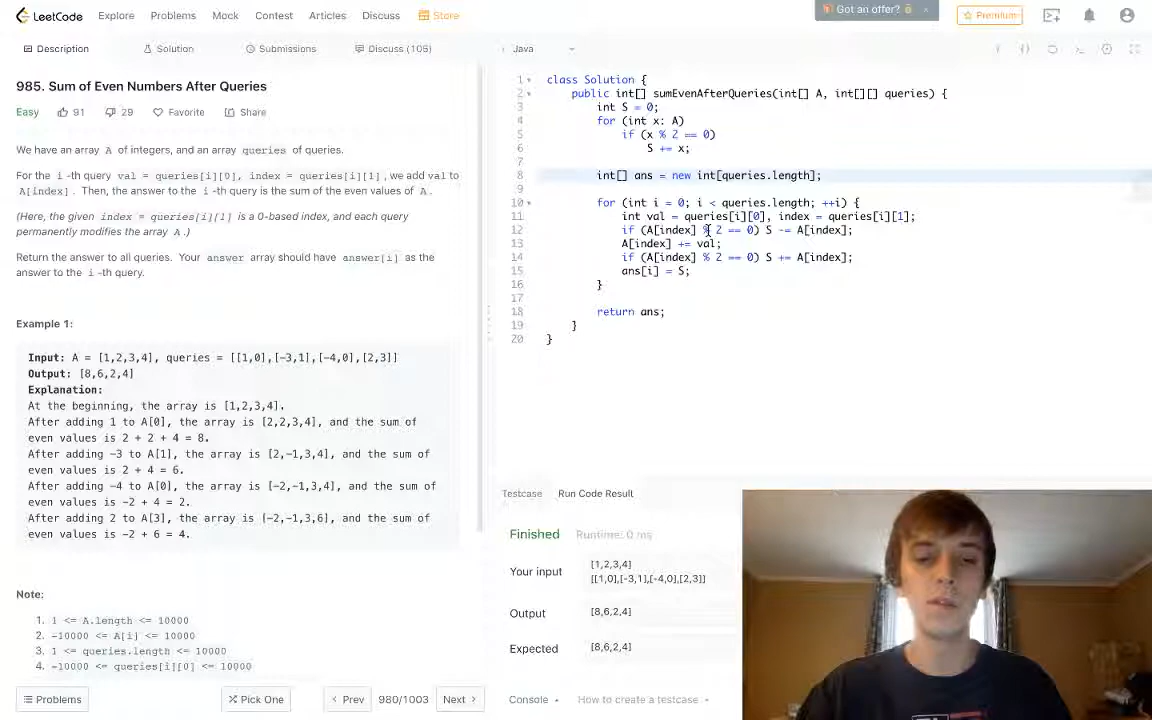 LeetCode
Explore
Problems
Mock
Contest
Articles
Discuss
Store
Got an offer?
×
Premium
Description
Solution
Submissions
Discuss (105)
Java
985. Sum of Even Numbers After Queries
Easy
91
29
Favorite
Share
We have an array A of integers, and an array queries of queries.
For the i -th query val = queries[i][0], index = queries[i][1], we add val to
A[index]. Then, the answer to the i -th query is the sum of the even values of A.
(Here, the given index = queries[i][1] is a 0-based index, and each query
permanently modifies the array A.)
Return the answer to all queries. Your answer array should have answer[i] as the
answer to the i -th query.
Example 1:
Input: A = [1,2,3,4], queries = [[1,0],[-3,1],[-4,0],[2,3]]
Output: [8,6,2,4]
Explanation:
At the beginning, the array is [1,2,3,4].
After adding 1 to A[0], the array is [2,2,3,4], and the sum of
even values is 2 + 2 + 4 = 8.
After adding -3 to A[1], the array is [2,-1,3,4], and the sum of
even values is 2 + 4 = 6.
After adding -4 to A[0], the array is [-2,-1,3,4], and the sum of
even values is -2 + 4 = 2.
After adding 2 to A[3], the array is [-2,-1,3,6], and the sum of
even values is -2 + 6 = 4.
Note:
1. 1 <= A.length <= 10000
2. -10000 <= A[i] <= 10000
3. 1 <= queries.length <= 10000
4. -10000 <= queries[i][0] <= 10000
Problems
Pick One
Prev
980/1003
Next
1 class Solution {
2 public int[] sumEvenAfterQueries(int[] A, int[][] queries) {
3 int S = 0;
4 for (int x: A)
5 if (x % 2 == 0)
6 S += x;
7
8 int[] ans = new int[queries.length];
9
10 for (int i = 0; i < queries.length; ++i) {
11 int val = queries[i][0], index = queries[i][1];
12 if (A[index] % 2 == 0) S -= A[index];
13 A[index] += val;
14 if (A[index] % 2 == 0) S += A[index];
15 ans[i] = S;
16 }
17
18 return ans;
19 }
20 }
Testcase
Run Code Result
Finished
Runtime: 0 ms
Your input
[1,2,3,4]
[[1,0],[-3,1],[-4,0],[2,3]]
Output
[8,6,2,4]
Expected
[8,6,2,4]
Console
How to create a testcase